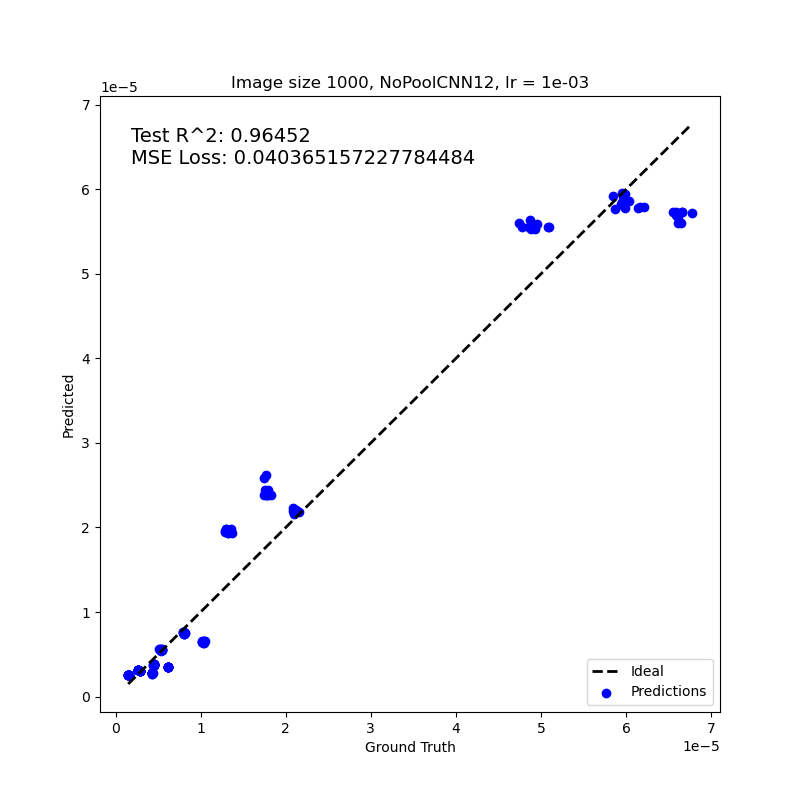 Image size 1000, NoPoolCNN12, lr = 1e-03
1e−5
Test R^2: 0.96452
MSE Loss: 0.040365157227784484
7
6
5
4
3
2
1
0
Predicted
Ideal
Predictions
0 1 2 3 4 5 6 7
Ground Truth
1e−5